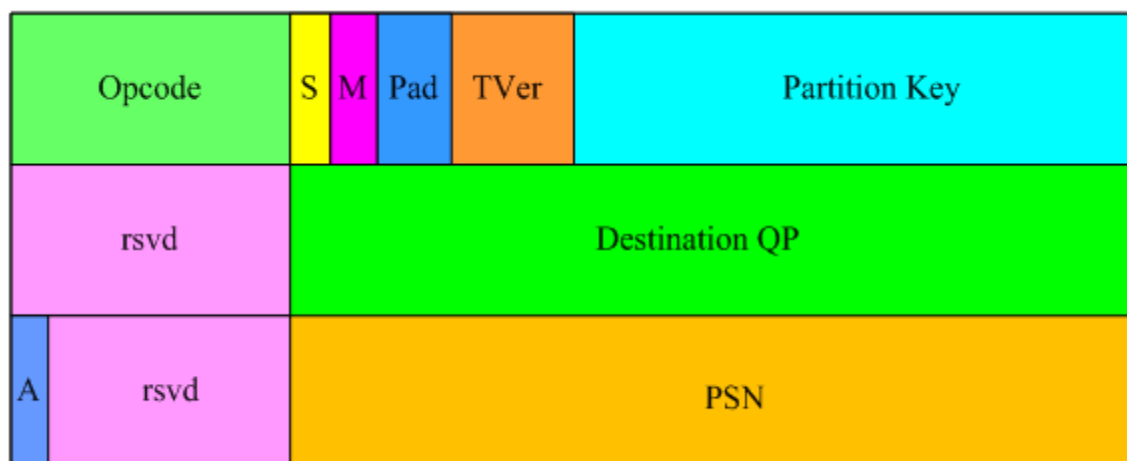 Opcode
S
M
Pad
TVer
Partition Key
rsvd
Destination QP
A
rsvd
PSN